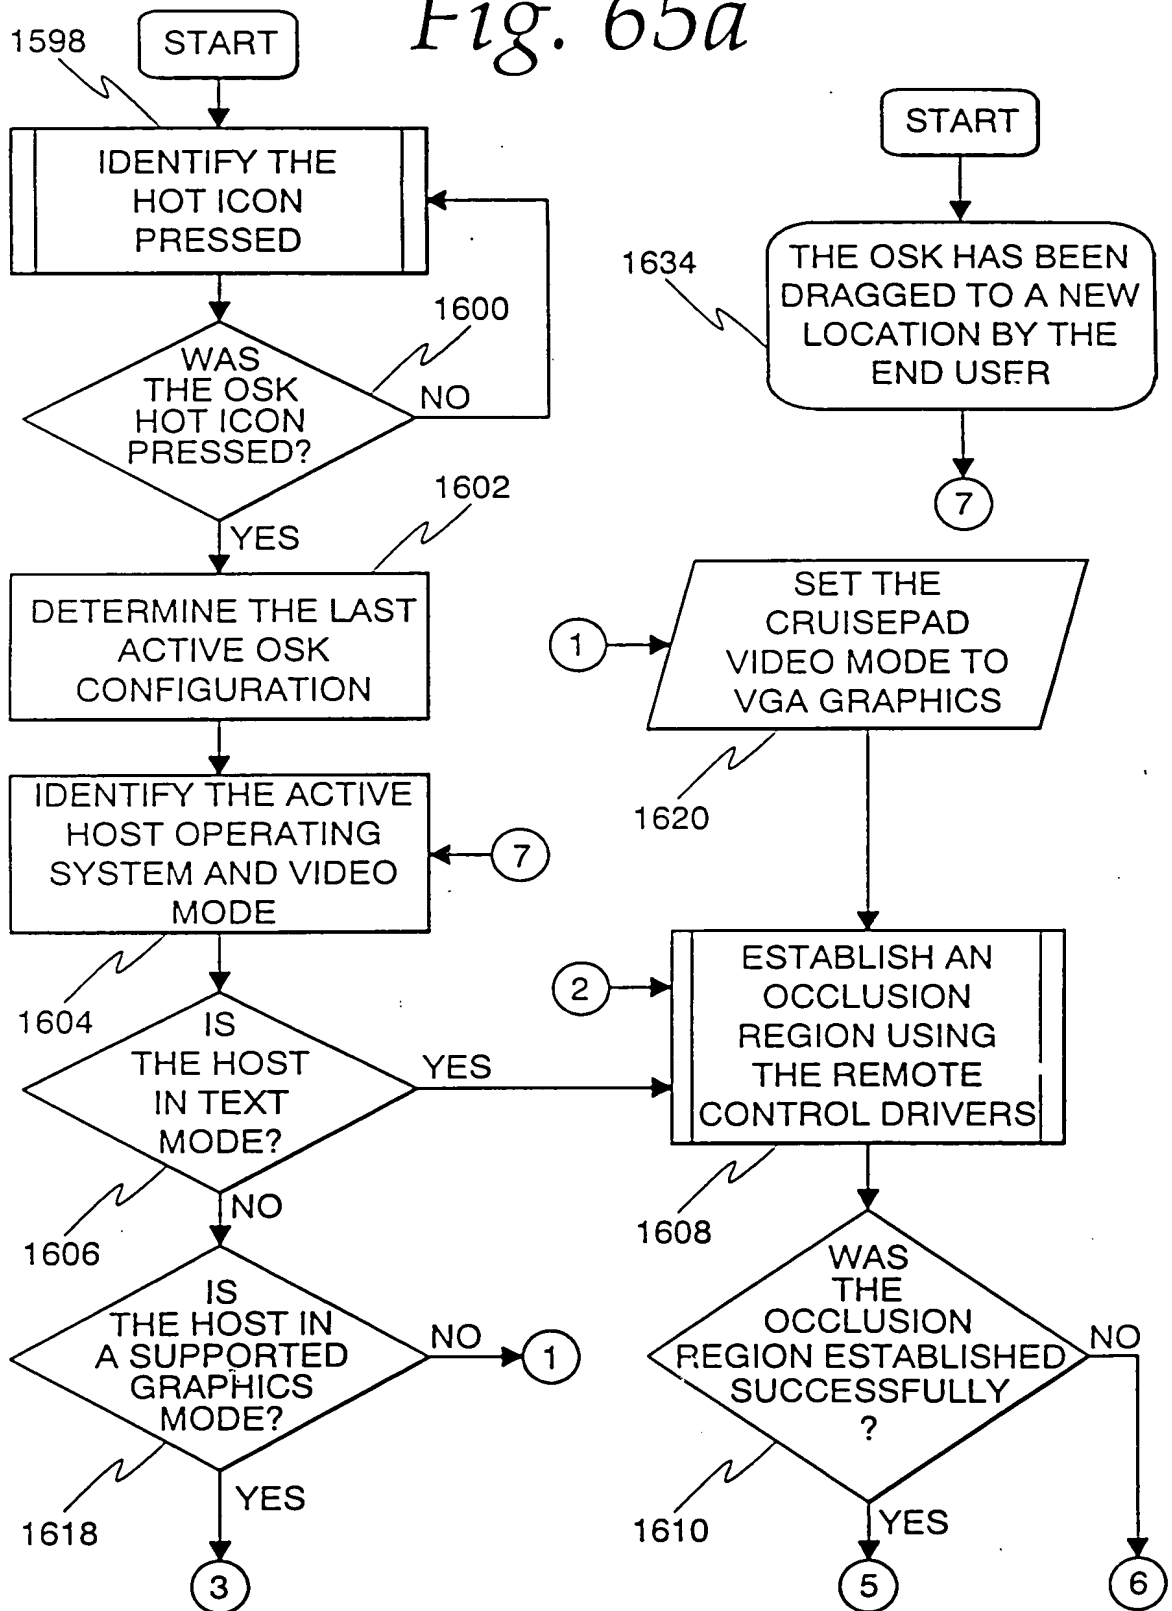 Fig. 65a
1598
START
IDENTIFY THE
HOT ICON
PRESSED
1600
WAS
THE OSK
HOT ICON
PRESSED?
NO
YES
1602
DETERMINE THE LAST
ACTIVE OSK
CONFIGURATION
IDENTIFY THE ACTIVE
HOST OPERATING
SYSTEM AND VIDEO
MODE
7
1604
IS
THE HOST
IN TEXT
MODE?
YES
1606
NO
IS
THE HOST IN
A SUPPORTED
GRAPHICS
MODE?
NO
1
1618
YES
3
START
1634
THE OSK HAS BEEN
DRAGGED TO A NEW
LOCATION BY THE
END USER
7
1
SET THE
CRUISEPAD
VIDEO MODE TO
VGA GRAPHICS
1620
2
ESTABLISH AN
OCCLUSION
REGION USING
THE REMOTE
CONTROL DRIVERS
1608
WAS
THE
OCCLUSION
REGION ESTABLISHED
SUCCESSFULLY
?
NO
1610
YES
5
6